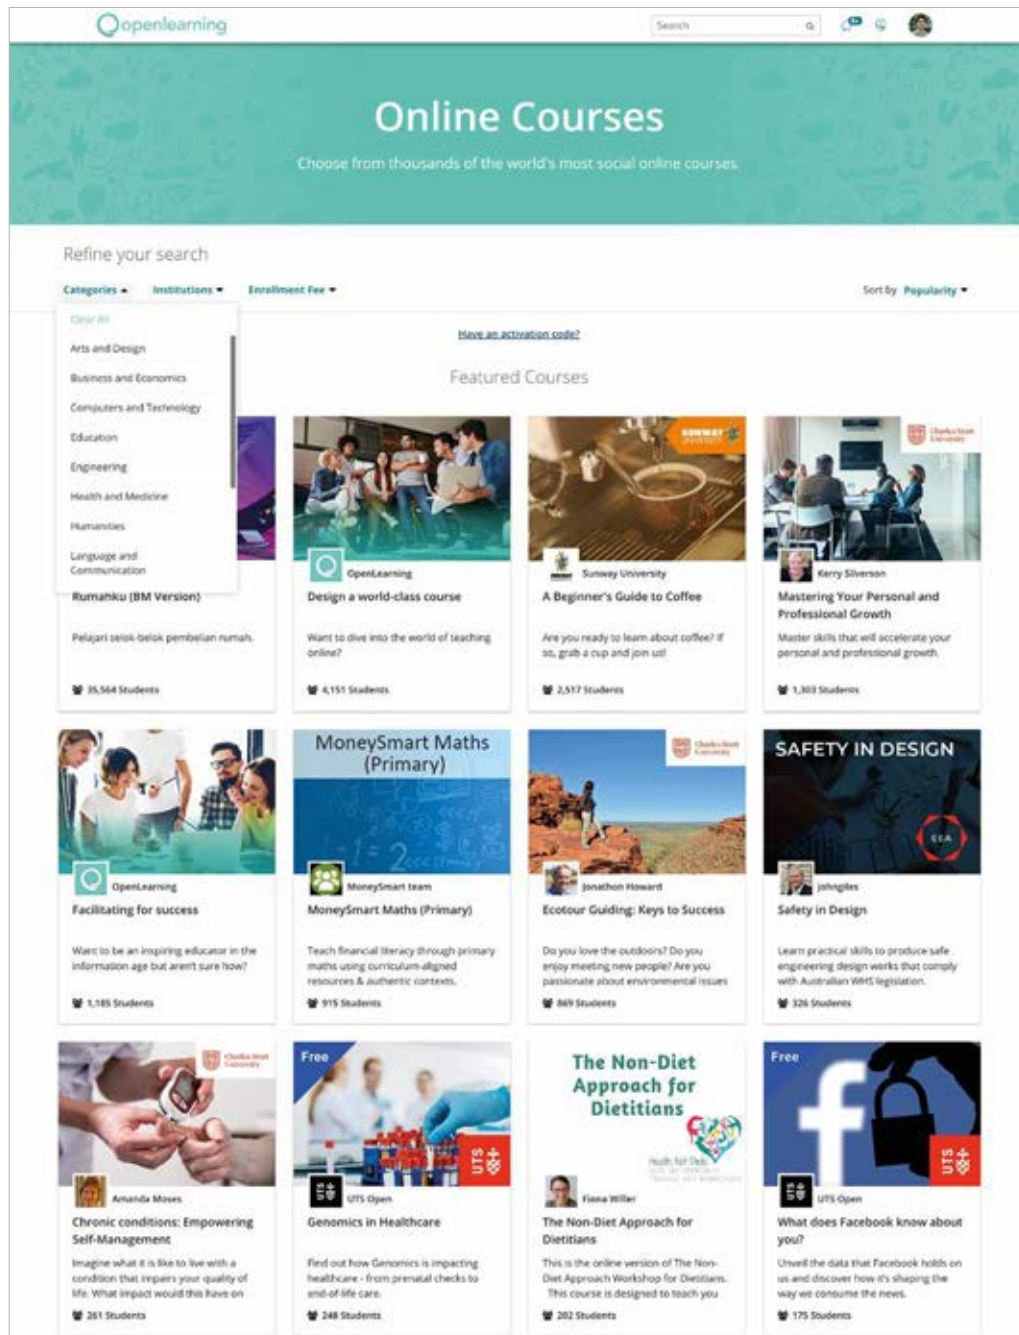 openlearning
Search
Online Courses
Choose from thousands of the world's most social online courses.
Refine your search
Categories
Institutions
Enrollment Fee
Sort by Popularity
Clear All
Arts and Design
Business and Economics
Computers and Technology
Education
Engineering
Health and Medicine
Humanities
Language and
Communication
Have an activation code?
Featured Courses
Rumahku (BM Version)
Pelajari selok-belok pembelian rumah.
35,564 Students
OpenLearning
Design a world-class course
Want to dive into the world of teaching
online?
4,151 Students
SUNWAY
UNIVERSITY
Sunway University
A Beginner's Guide to Coffee
Are you ready to learn about coffee? If
so, grab a cup and join us!
2,517 Students
Charles Sturt
University
Kerry Silverson
Mastering Your Personal and
Professional Growth
Master skills that will accelerate your
personal and professional growth.
1,303 Students
OpenLearning
Facilitating for success
Want to be an inspiring educator in the
information age but aren't sure how?
1,185 Students
MoneySmart Maths
(Primary)
MoneySmart team
MoneySmart Maths (Primary)
Teach financial literacy through primary
maths using curriculum-aligned
resources & authentic contexts.
915 Students
Charles Sturt
University
Jonathon Howard
Ecotour Guiding: Keys to Success
Do you love the outdoors? Do you
enjoy meeting new people? Are you
passionate about environmental issues
869 Students
SAFETY IN DESIGN
johngiles
Safety in Design
Learn practical skills to produce safe
engineering design works that comply
with Australian WHS legislation.
326 Students
Charles Sturt
University
Amanda Moses
Chronic conditions: Empowering
Self-Management
Imagine what it is like to live with a
condition that impairs your quality of
life. What impact would this have on
261 Students
Free
UTS
UTS
UTS Open
Genomics in Healthcare
Find out how Genomics is impacting
healthcare - from prenatal checks to
end-of-life care.
248 Students
The Non-Diet
Approach for
Dietitians
Fiona Willer
The Non-Diet Approach for
Dietitians
This is the online version of The Non-
Diet Approach Workshop for Dietitians.
This course is designed to teach you
202 Students
Free
UTS
UTS
UTS Open
What does Facebook know about
you?
Unveil the data that Facebook holds on
us and discover how it's shaping the
way we consume the news.
175 Students